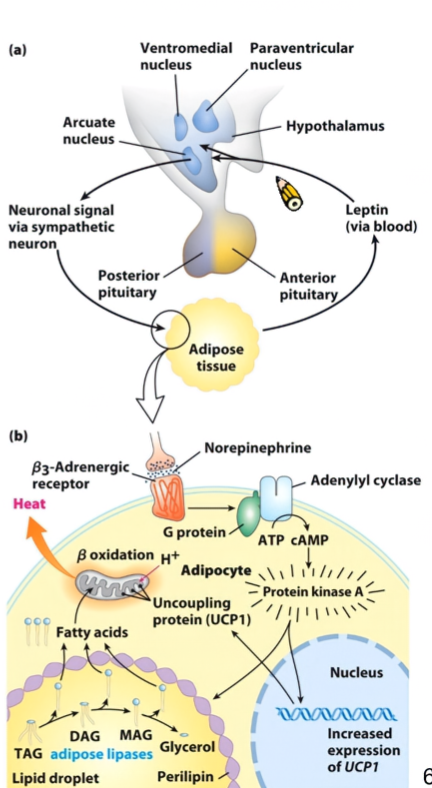 (a)
Ventromedial
nucleus
Paraventricular
nucleus
Arcuate
nucleus
Hypothalamus
Neuronal signal
via sympathetic
neuron
Leptin
(via blood)
Posterior
pituitary
Anterior
pituitary
Adipose
tissue
(b)
Norepinephrine
β3-Adrenergic
receptor
Adenylyl cyclase
Heat
G protein
ATP cAMP
β oxidation
H+
Adipocyte
Protein kinase A
Uncoupling
protein (UCP1)
Fatty acids
Nucleus
DAG
MAG
TAG
adipose lipases
Glycerol
Increased
expression
of UCP1
Lipid droplet
Perilipin
6